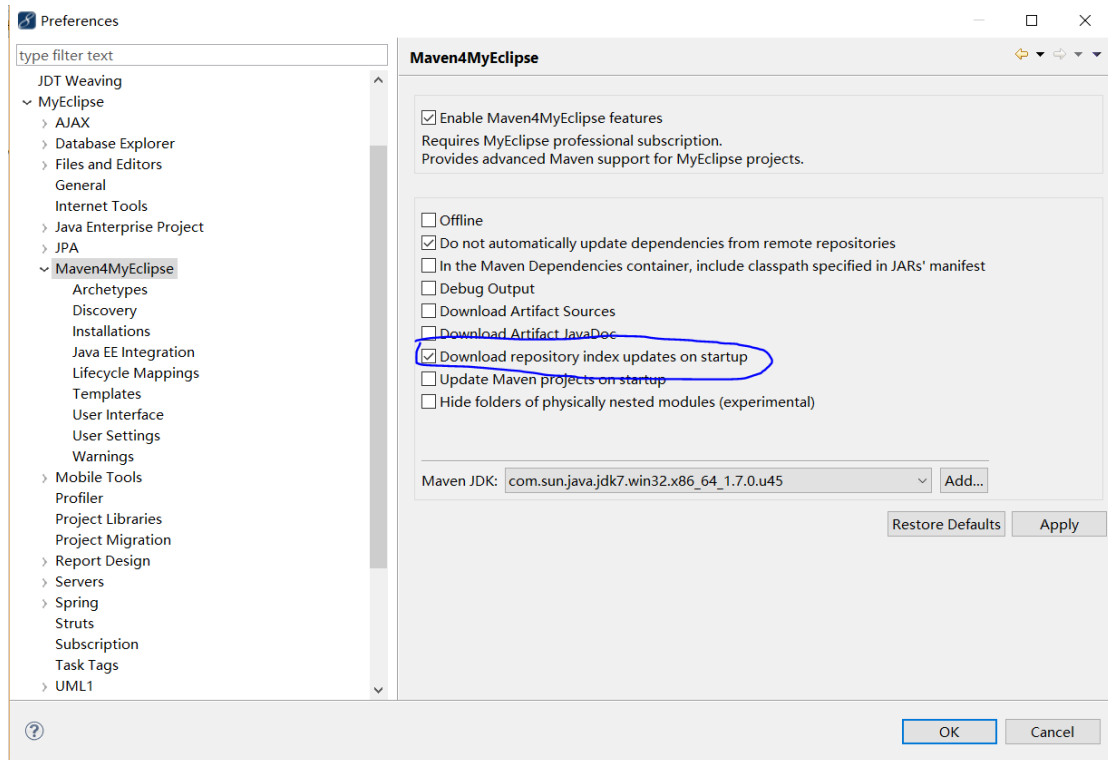 Preferences
type filter text
JDT Weaving
MyEclipse
AJAX
Database Explorer
Files and Editors
General
Internet Tools
Java Enterprise Project
JPA
Maven4MyEclipse
Archetypes
Discovery
Installations
Java EE Integration
Lifecycle Mappings
Templates
User Interface
User Settings
Warnings
Mobile Tools
Profiler
Project Libraries
Project Migration
Report Design
Servers
Spring
Struts
Subscription
Task Tags
UML1
Maven4MyEclipse
Enable Maven4MyEclipse features
Requires MyEclipse professional subscription.
Provides advanced Maven support for MyEclipse projects.
Offline
Do not automatically update dependencies from remote repositories
In the Maven Dependencies container, include classpath specified in JARs' manifest
Debug Output
Download Artifact Sources
Download Artifact JavaDoc
Download repository index updates on startup
Update Maven projects on startup
Hide folders of physically nested modules (experimental)
Maven JDK: com.sun.java.jdk7.win32.x86_64_1.7.0.u45 Add...
Restore Defaults Apply
OK Cancel